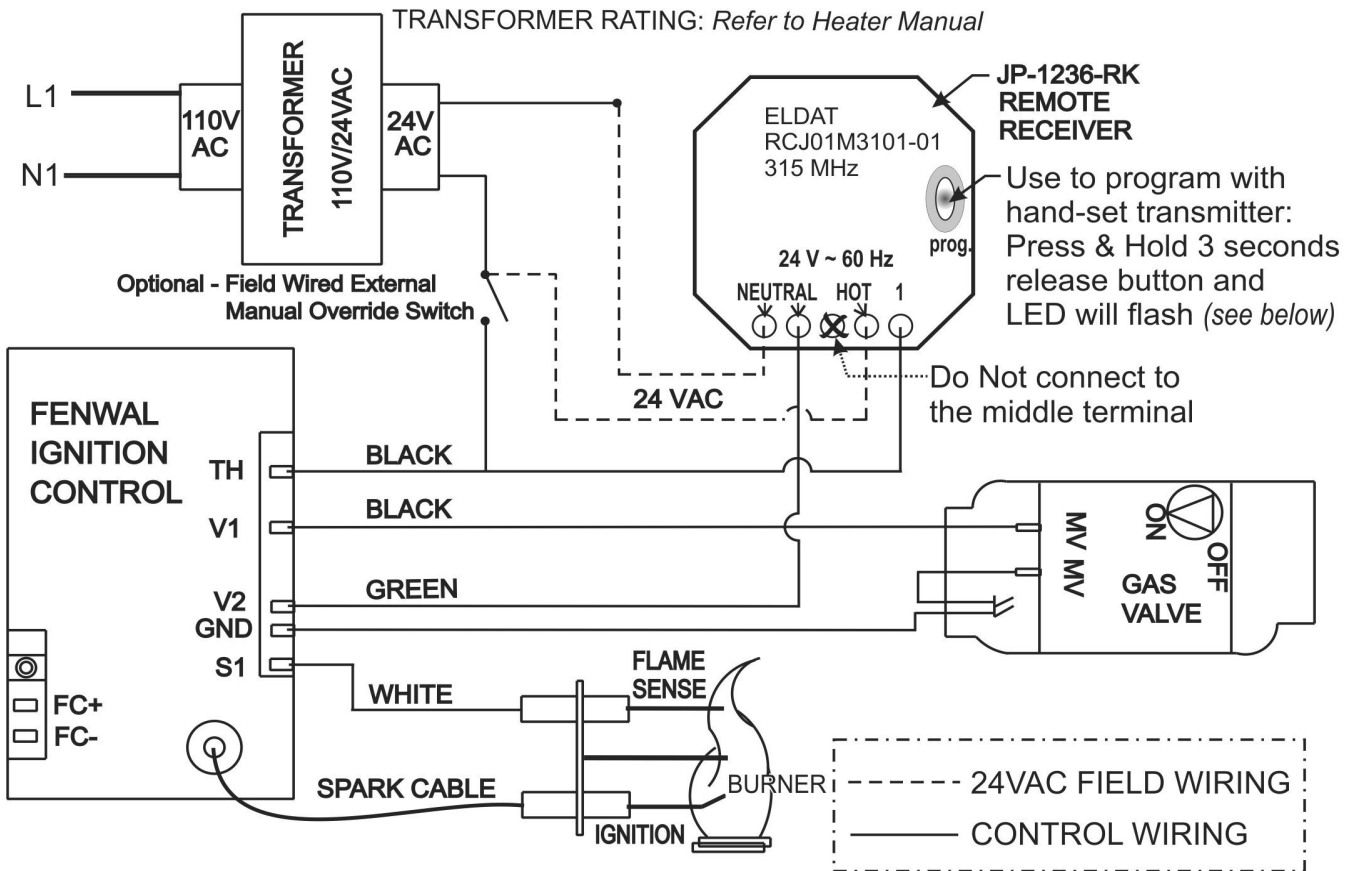 TRANSFORMER RATING: Refer to Heater Manual
L1
N1
110V
AC
TRANSFORMER
110V/24VAC
24V
AC
ELDAT
RCJ01M3101-01
315 MHz
prog.
24 V ~ 60 Hz
NEUTRAL HOT 1
JP-1236-RK
REMOTE
RECEIVER
Use to program with
hand-set transmitter:
Press & Hold 3 seconds
release button and
LED will flash (see below)
Optional - Field Wired External
Manual Override Switch
24 VAC
Do Not connect to
the middle terminal
FENWAL
IGNITION
CONTROL
TH
V1
V2
GND
S1
FC+
FC-
BLACK
BLACK
GREEN
WHITE
SPARK CABLE
FLAME
SENSE
IGNITION
BURNER
MV MV
ON
OFF
GAS
VALVE
24VAC FIELD WIRING
CONTROL WIRING